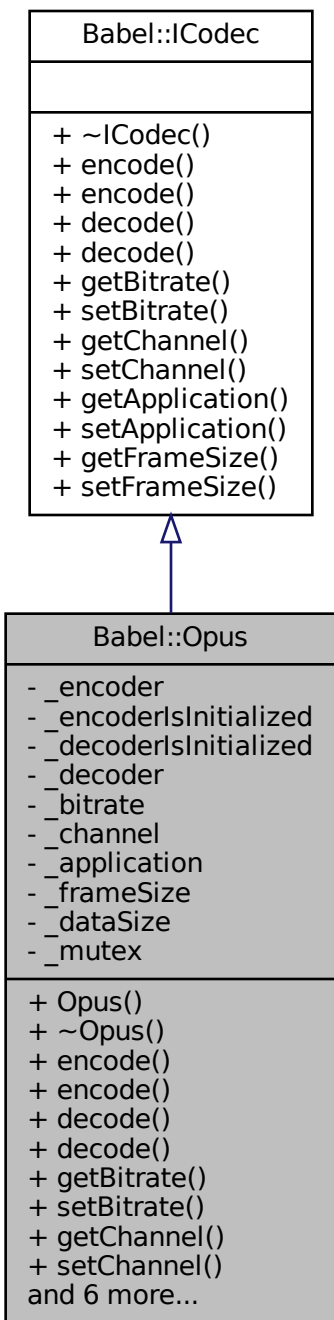 Babel::ICodec
+ ~ICodec()
+ encode()
+ encode()
+ decode()
+ decode()
+ getBitrate()
+ setBitrate()
+ getChannel()
+ setChannel()
+ getApplication()
+ setApplication()
+ getFrameSize()
+ setFrameSize()
Babel::Opus
- _encoder
- _encoderIsInitialized
- _decoderIsInitialized
- _decoder
- _bitrate
- _channel
- _application
- _frameSize
- _dataSize
- _mutex
+ Opus()
+ ~Opus()
+ encode()
+ encode()
+ decode()
+ decode()
+ getBitrate()
+ setBitrate()
+ getChannel()
+ setChannel()
and 6 more...